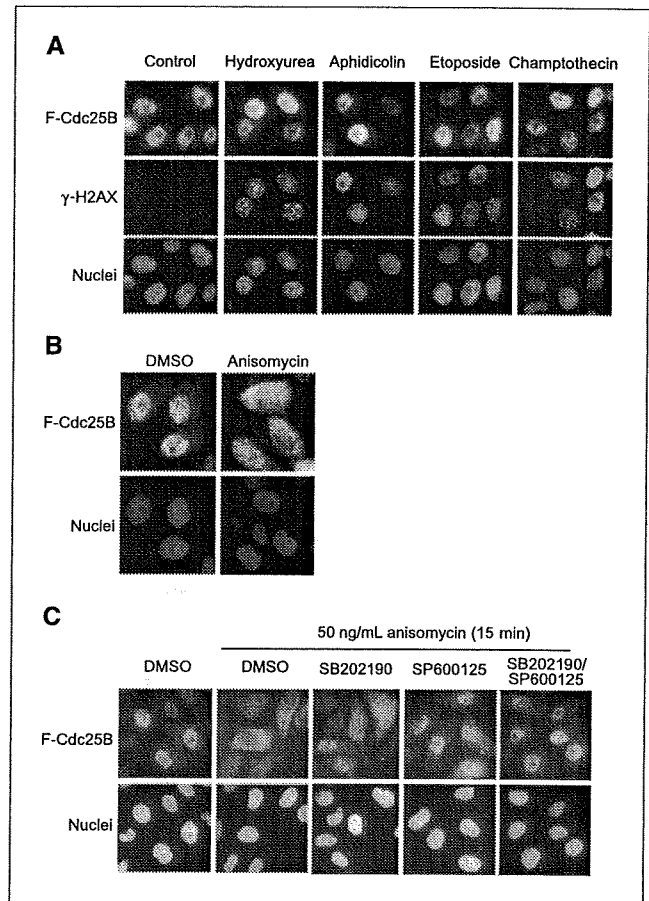 A
Control Hydroxyurea Aphidicolin Etoposide Champtothecin
F-Cdc25B
γ-H2AX
Nuclei
B
DMSO Anisomycin
F-Cdc25B
Nuclei
C
50 ng/mL anisomycin (15 min)
DMSO DMSO SB202190 SP600125 SB202190/
SP600125
F-Cdc25B
Nuclei